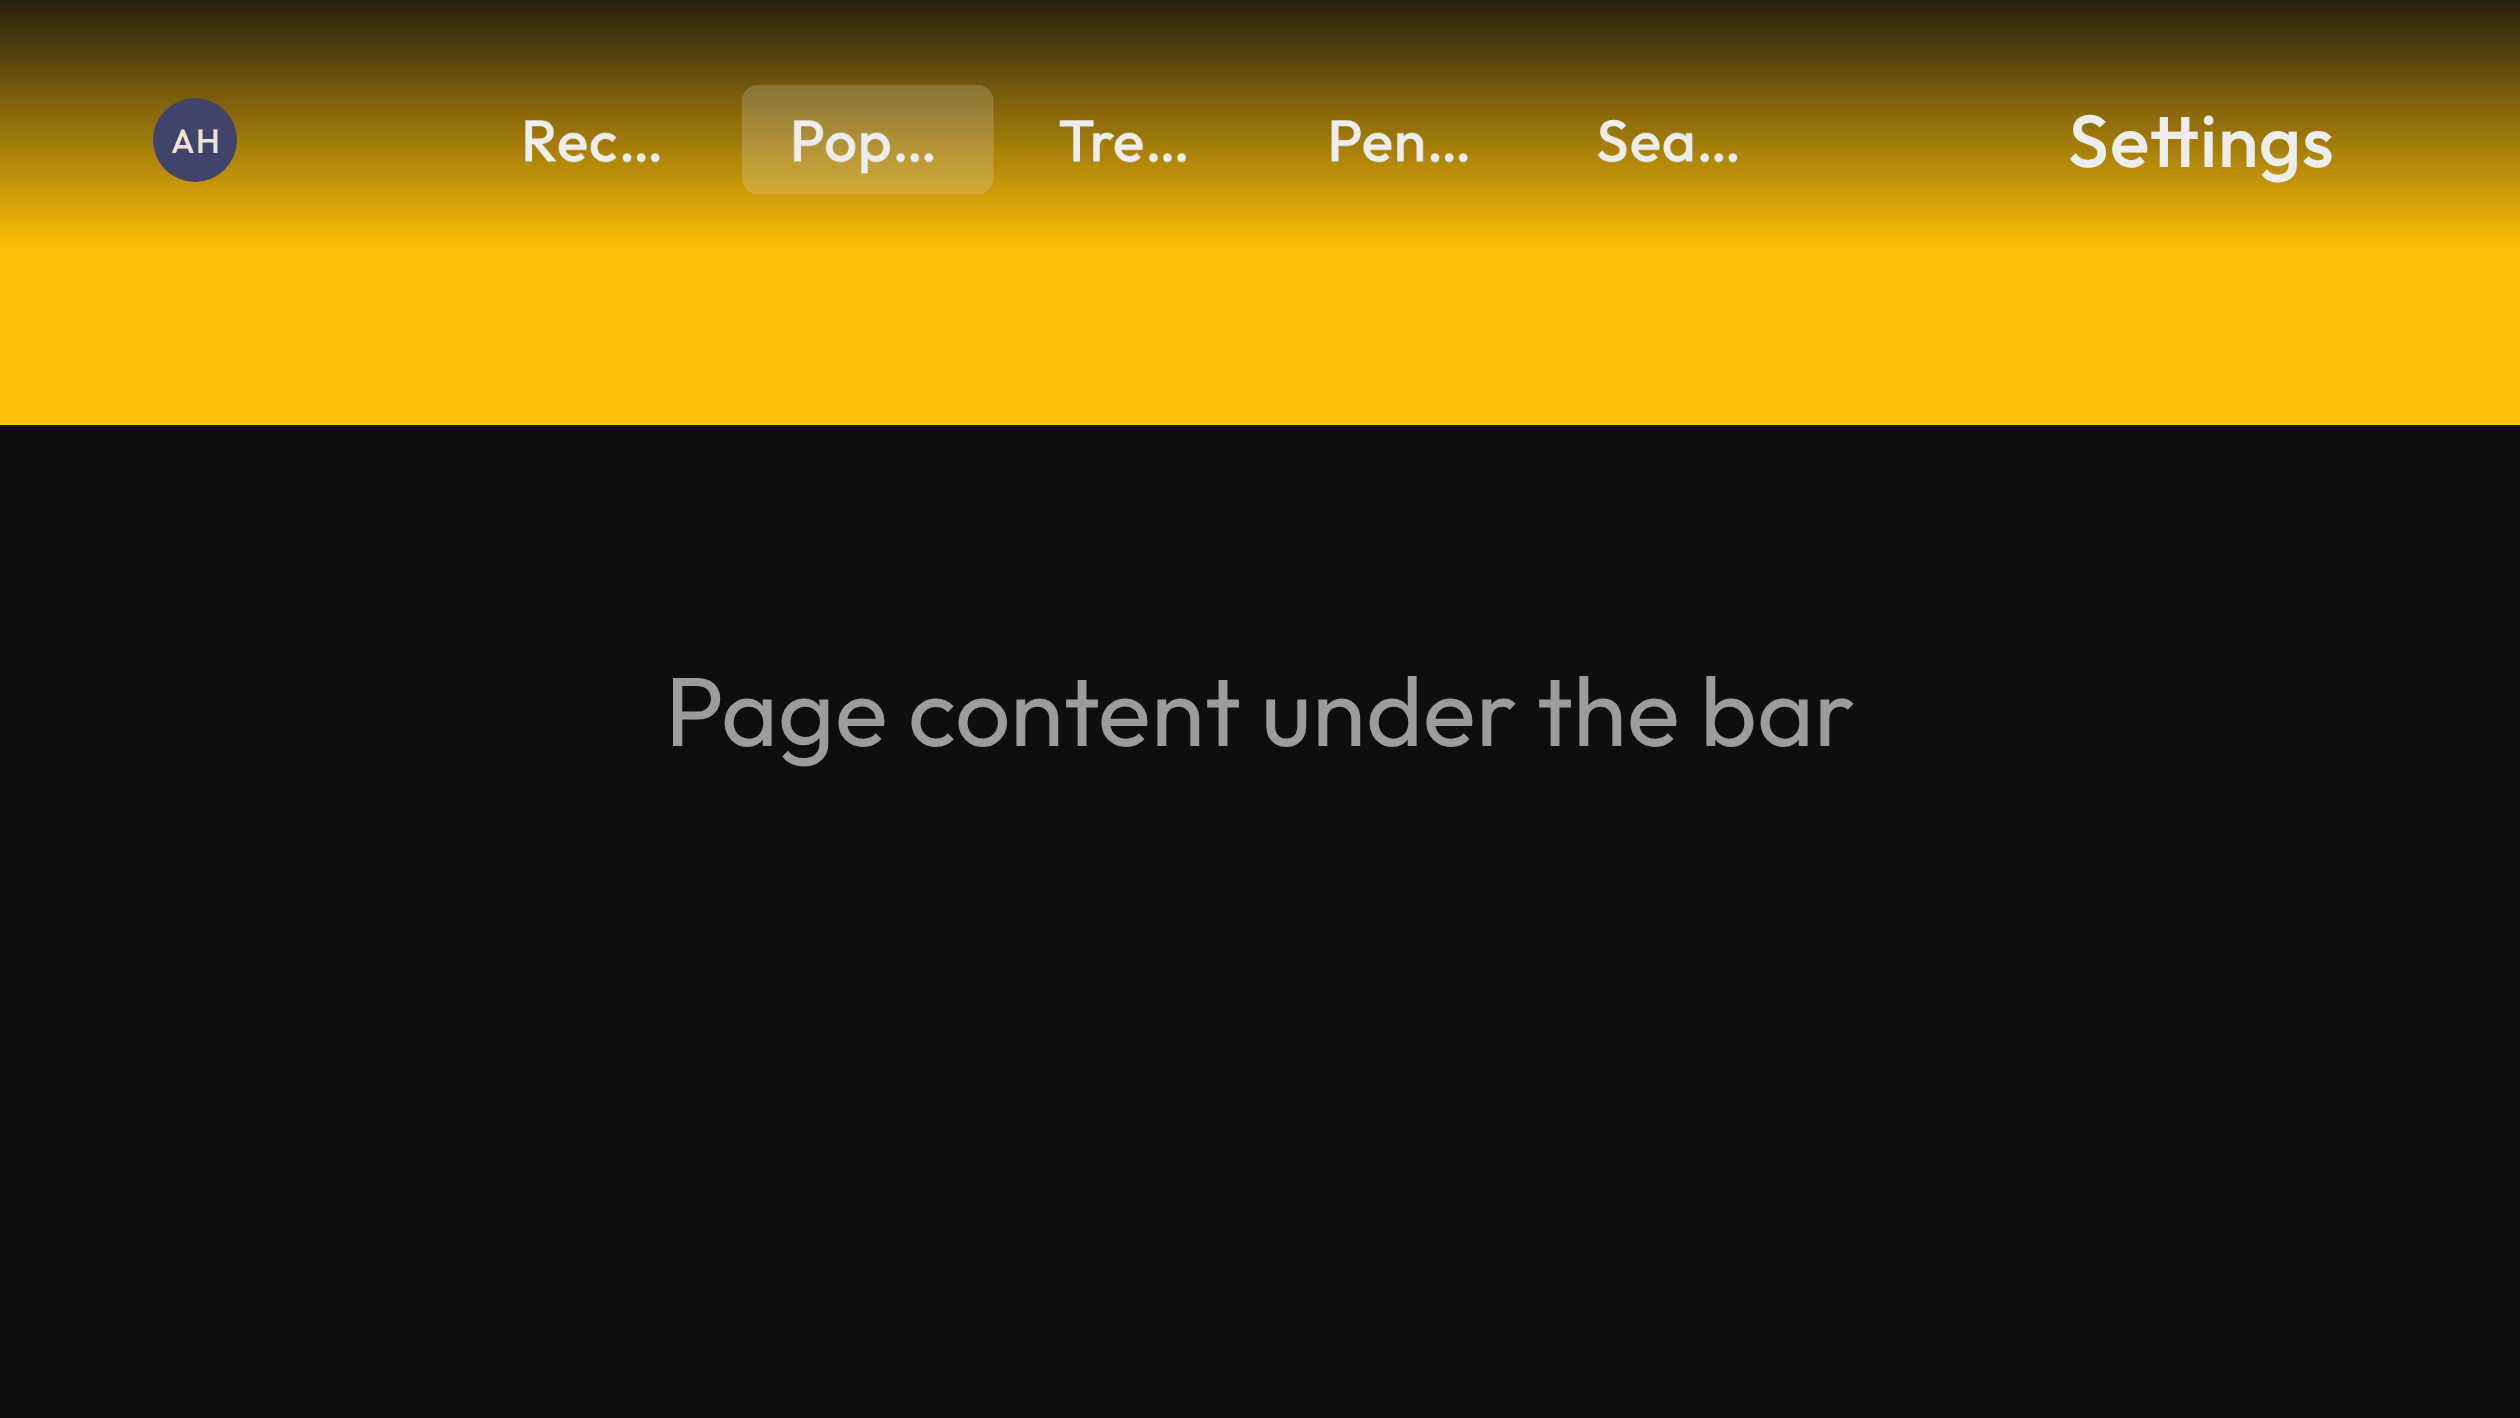 AH
Rec... Pop... Tre... Pen... Sea... Settings
Page content under the bar